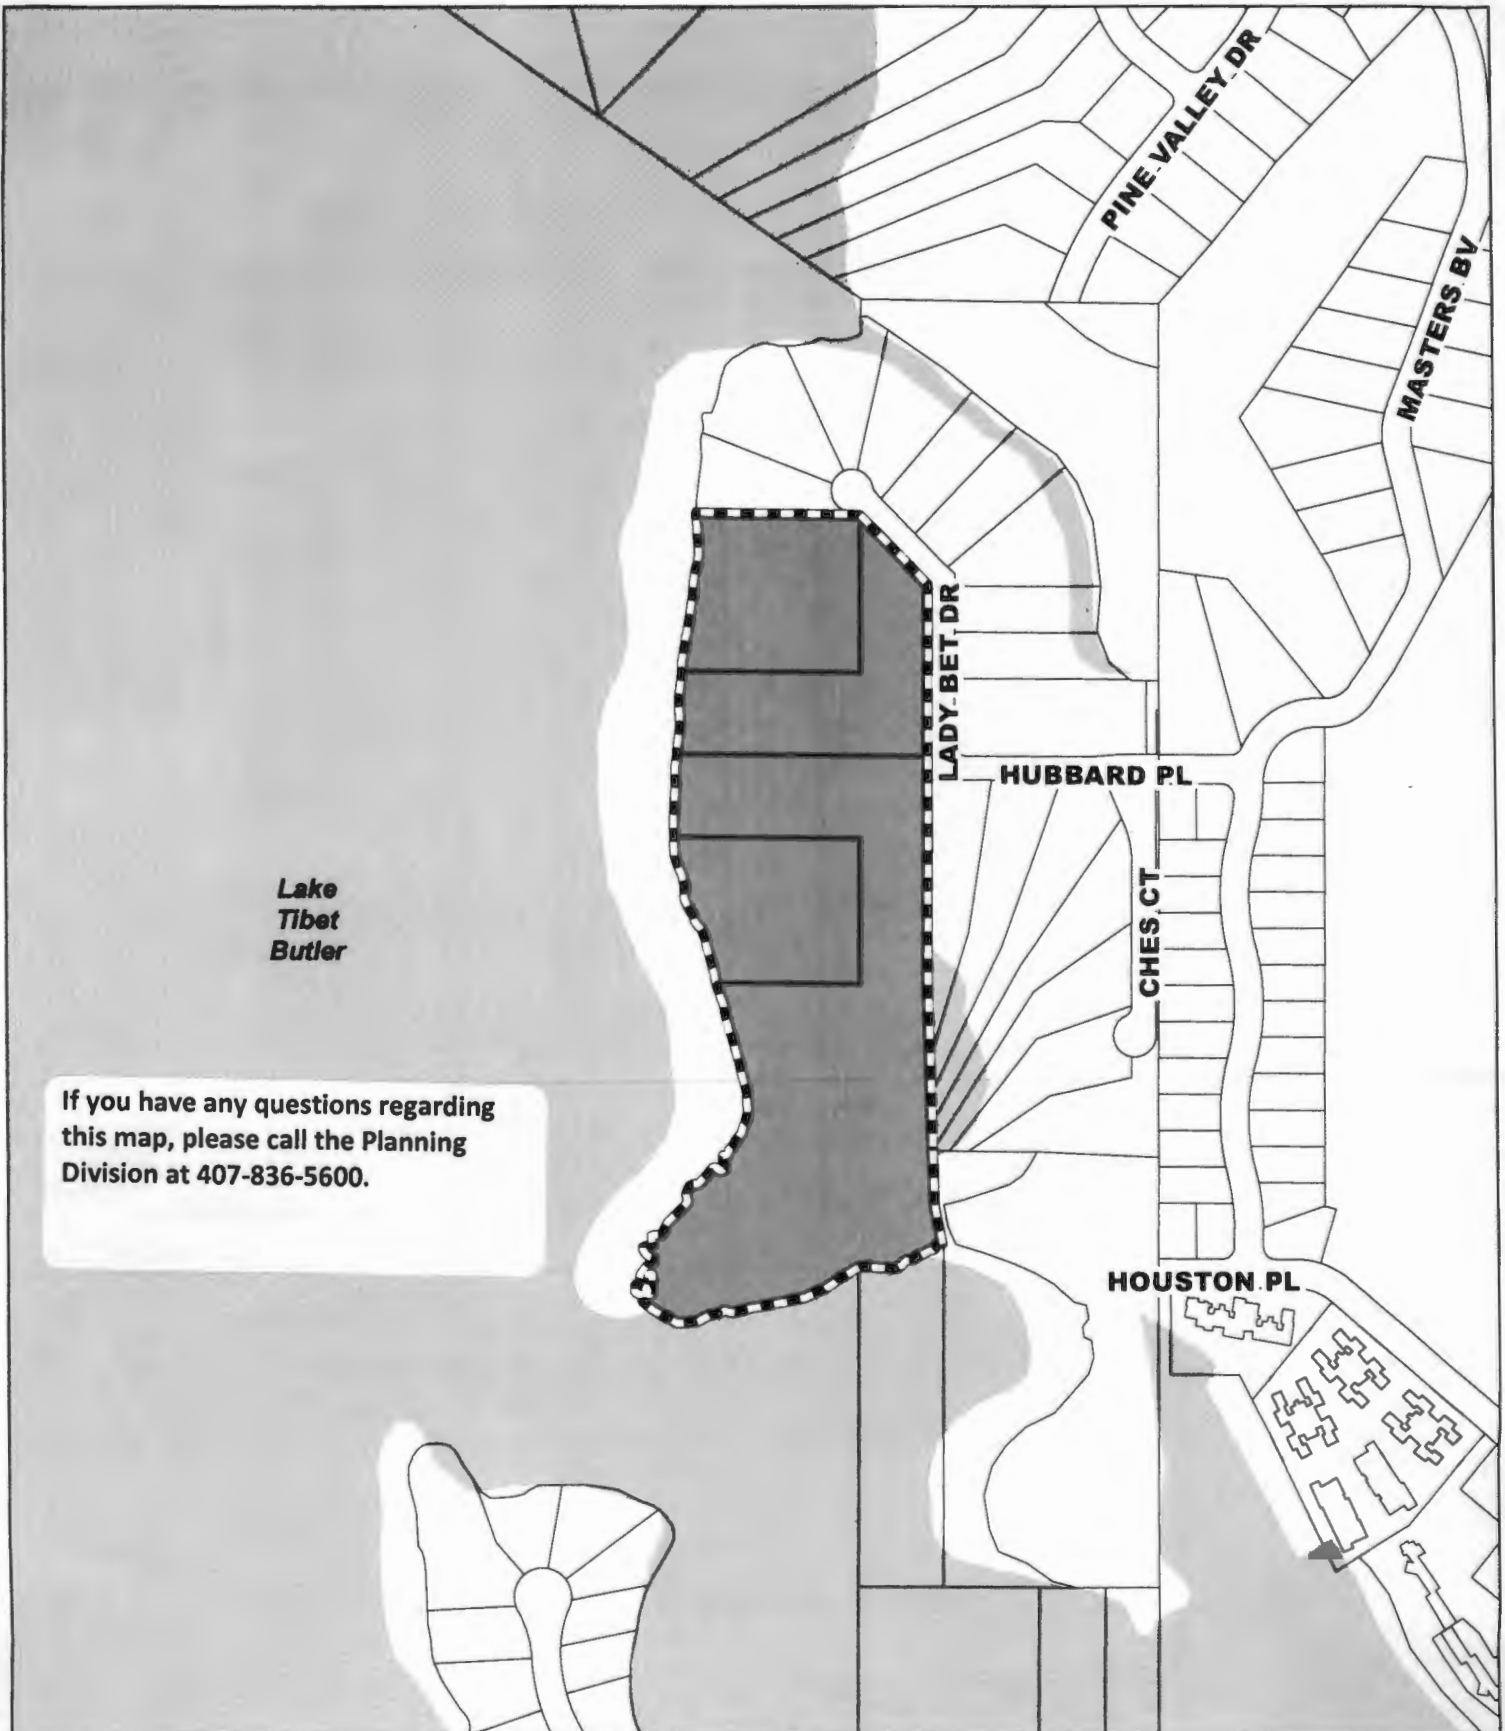 PINE VALLEY DR
MASTERS BV
LADY BET DR
HUBBARD PL
CHES CT
Lake
Tibet
Butler
If you have any questions regarding
this map, please call the Planning
Division at 407-836-5600.
HOUSTON PL